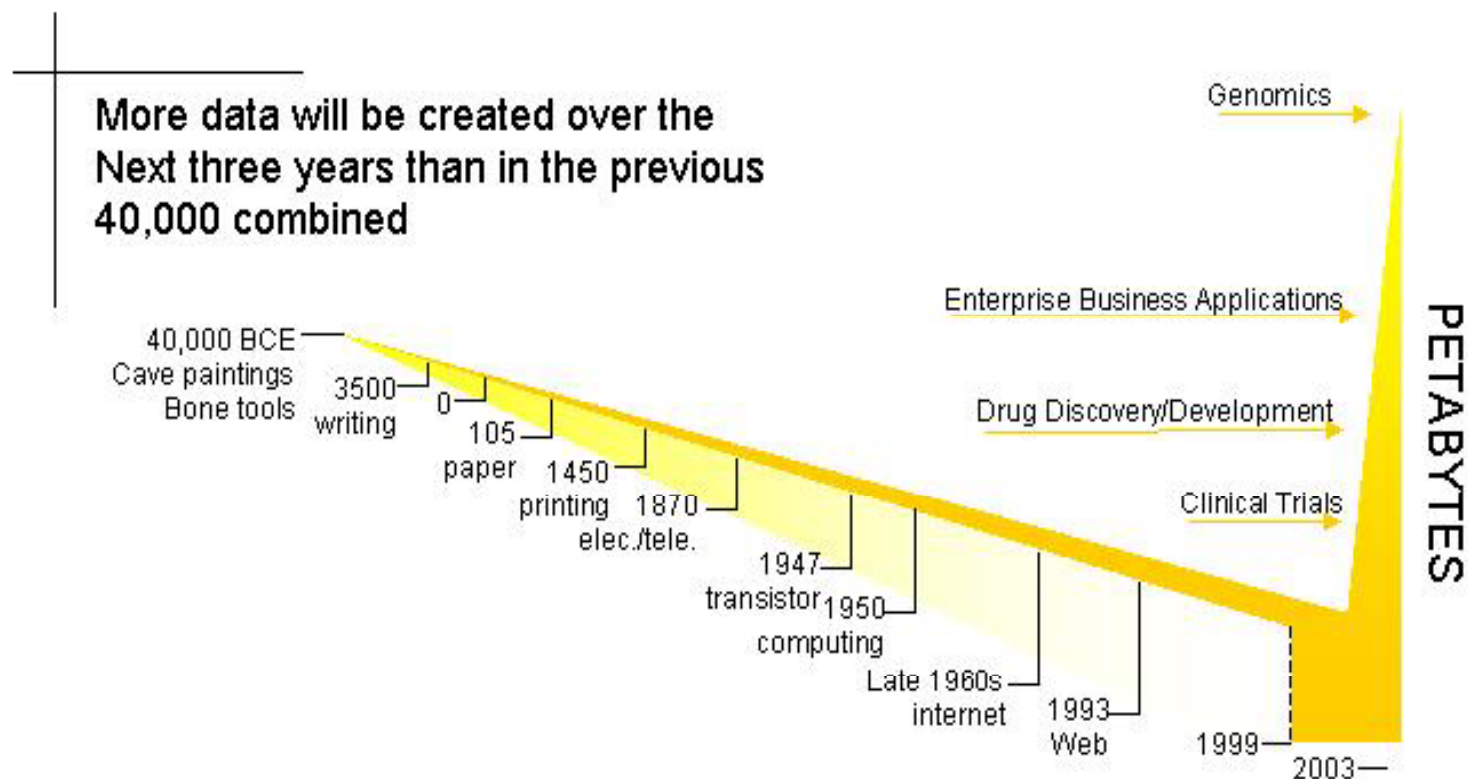 More data will be created over the
Next three years than in the previous
40,000 combined
Genomics
Enterprise Business Applications
Drug Discovery/Development
Clinical Trials
PETABYTES
40,000 BCE
Cave paintings
Bone tools
3500
writing
0
105
paper
1450
printing
1870
elec./tele.
1947
transistor
1950
computing
Late 1960s
internet
1993
Web
1999
2003